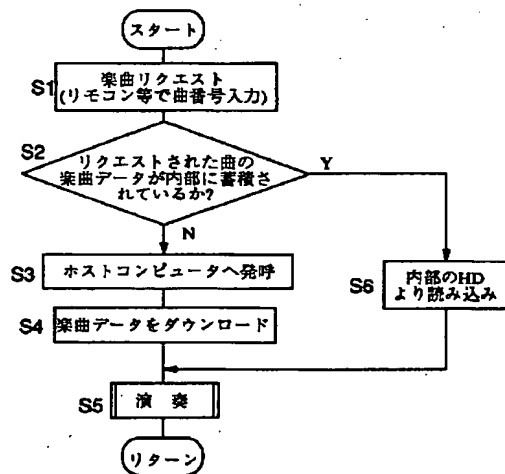 スタート
S1
楽曲リクエスト
(リモコン等で曲番号入力)
S2
リクエストされた曲の
楽曲データが内部に蓄積さ
れているか?
Y
N
S3
ホストコンピュータへ発呼
S6
内部のHD
より読み込み
S4
楽曲データをダウンロード
S5
演 奏
リターン